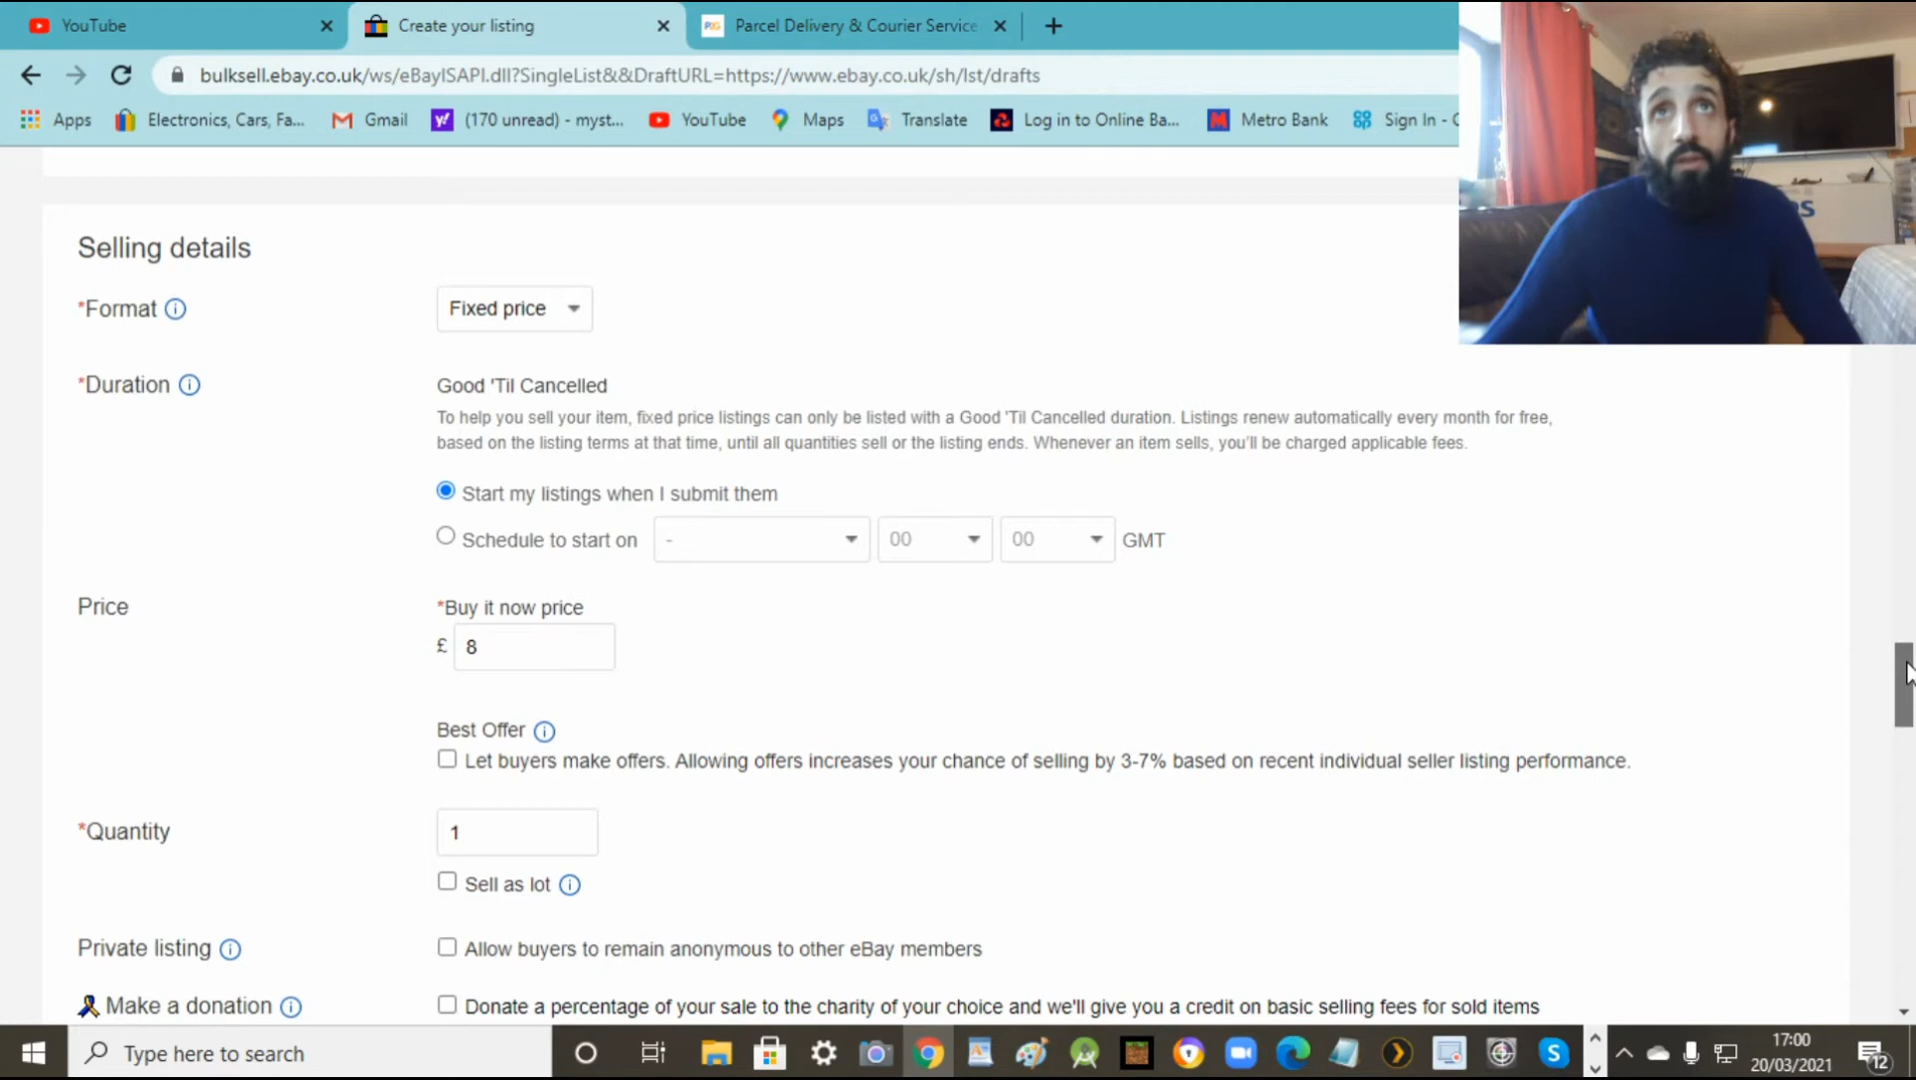 YouTube
Create your listing
Parcel Delivery & Courier Service
bulksell.ebay.co.uk/ws/eBayISAPI.dll?SingleList&&DraftURL=https://www.ebay.co.uk/sh/lst/drafts
Apps
Electronics, Cars, Fa...
Gmail
(170 unread) - myst...
YouTube
Maps
Translate
Log in to Online Ba...
Metro Bank
Sign In -
Selling details
*Format
Fixed price
*Duration
Good 'Til Cancelled
To help you sell your item, fixed price listings can only be listed with a Good 'Til Cancelled duration. Listings renew automatically every month for free,
based on the listing terms at that time, until all quantities sell or the listing ends. Whenever an item sells, you'll be charged applicable fees.
Start my listings when I submit them
Schedule to start on - 00 00 GMT
Price
*Buy it now price
£ 8
Best Offer
Let buyers make offers. Allowing offers increases your chance of selling by 3-7% based on recent individual seller listing performance.
*Quantity
1
Sell as lot
Private listing
Allow buyers to remain anonymous to other eBay members
Make a donation
Donate a percentage of your sale to the charity of your choice and we'll give you a credit on basic selling fees for sold items
Type here to search
17:00
20/03/2021
12